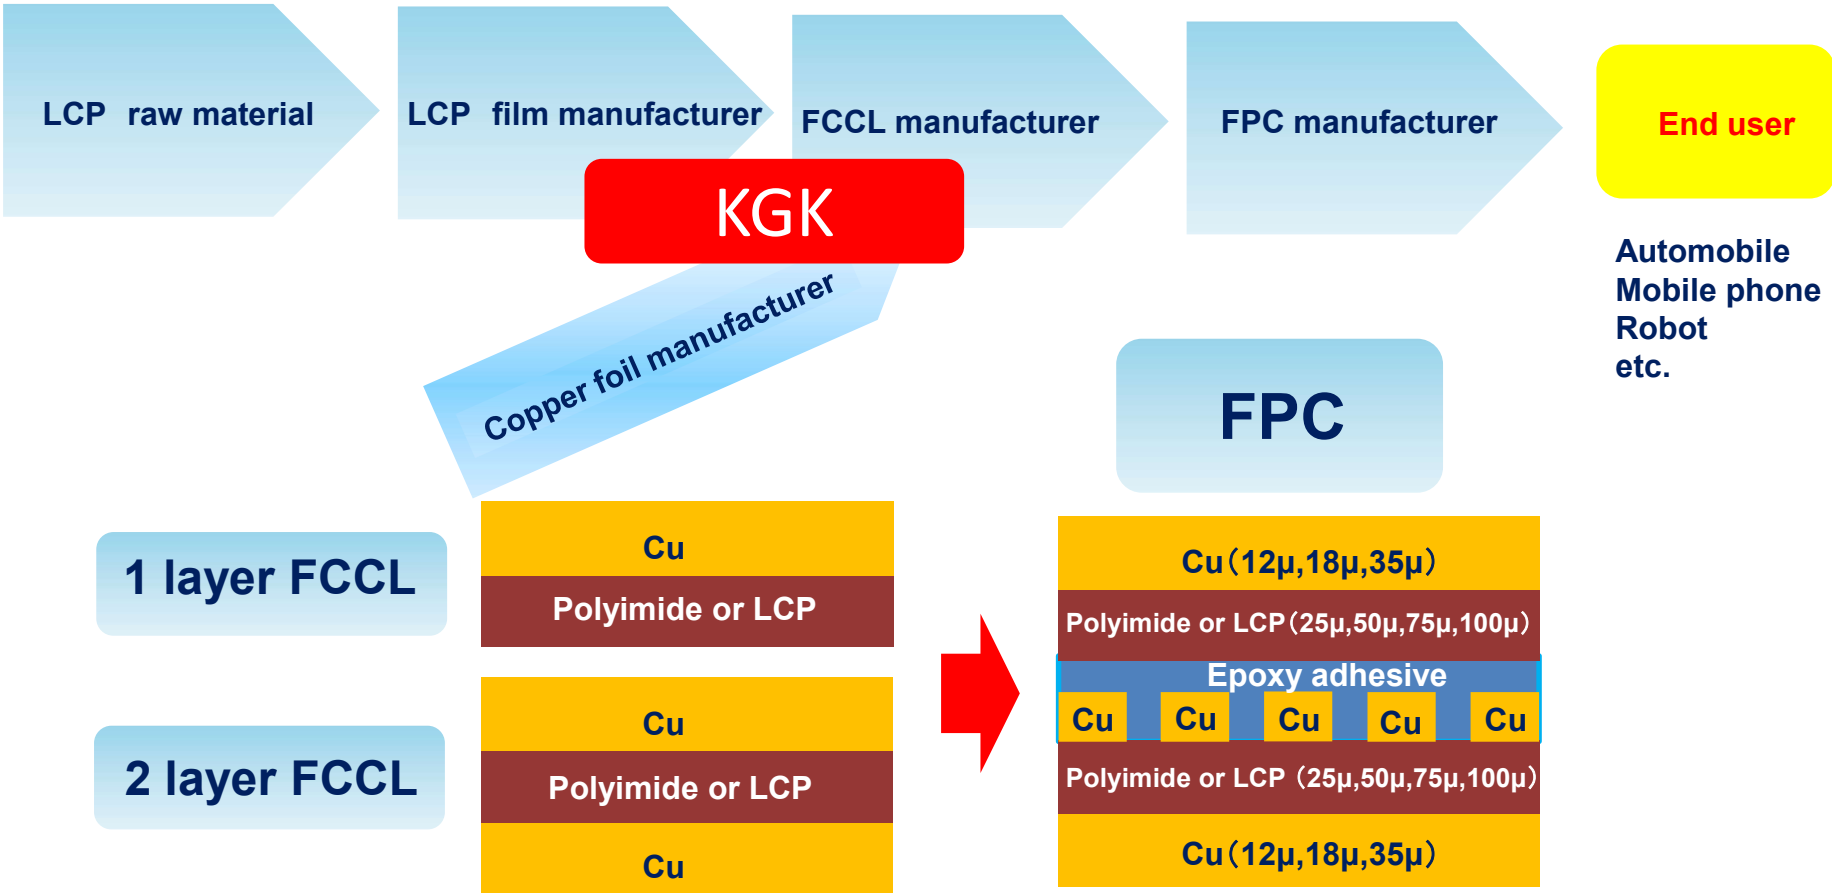 LCP raw material
LCP film manufacturer
FCCL manufacturer
FPC manufacturer
End user
KGK
Automobile
Mobile phone
Robot
etc.
Copper foil manufacturer
FPC
1 layer FCCL
Cu
Polyimide or LCP
2 layer FCCL
Cu
Polyimide or LCP
Cu
Cu(12μ,18μ,35μ)
Polyimide or LCP(25μ,50μ,75μ,100μ)
Epoxy adhesive
Cu Cu Cu Cu Cu
Polyimide or LCP (25μ,50μ,75μ,100μ)
Cu(12μ,18μ,35μ)